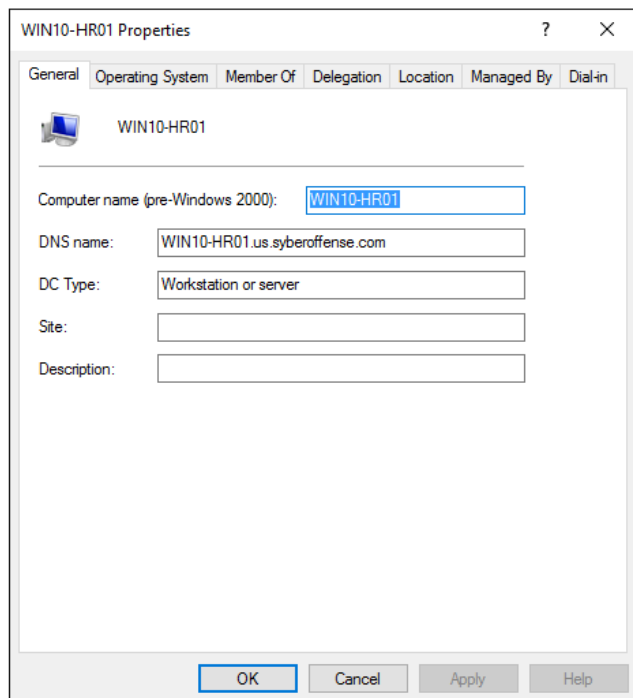 WIN10-HR01 Properties ? ×
General Operating System Member Of Delegation Location Managed By Dial-in
WIN10-HR01
Computer name (pre-Windows 2000): WIN10-HR01
DNS name: WIN10-HR01.us.syberoffense.com
DC Type: Workstation or server
Site:
Description:
OK Cancel Apply Help